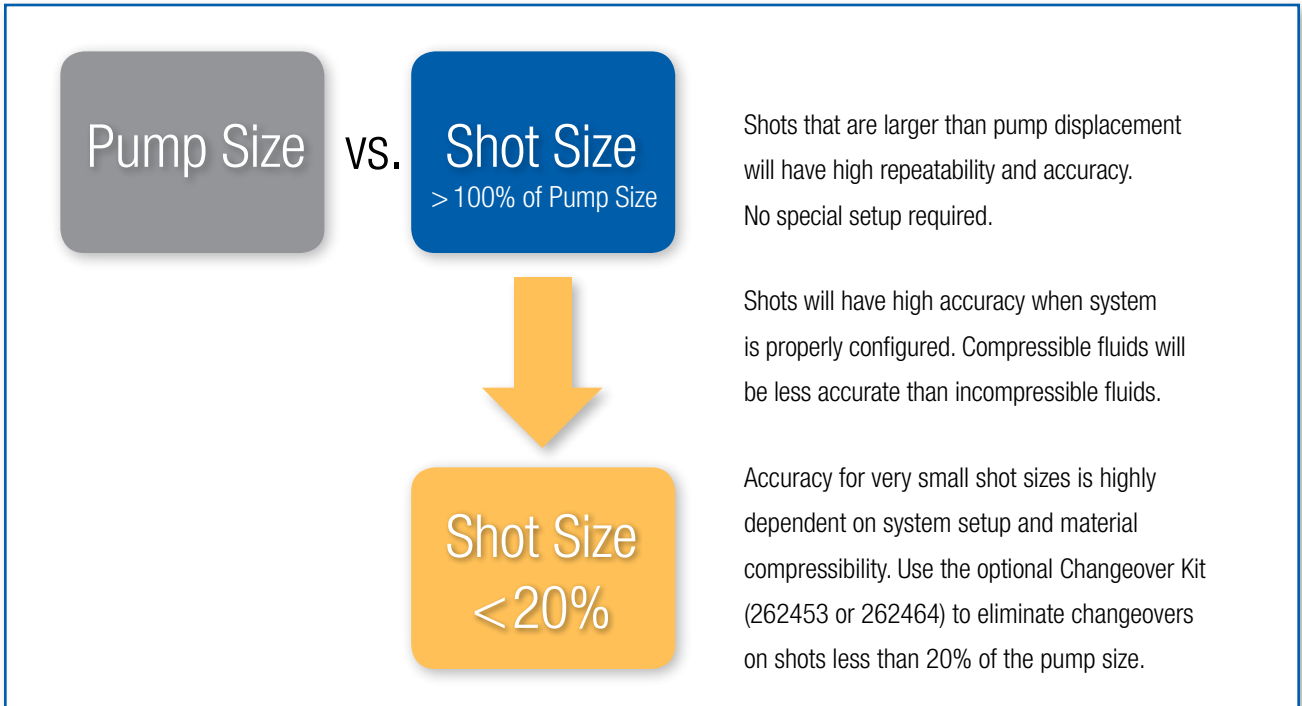 Pump Size
vs.
Shot Size
>100% of Pump Size
Shots that are larger than pump displacement
will have high repeatability and accuracy.
No special setup required.
Shots will have high accuracy when system
is properly configured. Compressible fluids will
be less accurate than incompressible fluids.
Shot Size
<20%
Accuracy for very small shot sizes is highly
dependent on system setup and material
compressibility. Use the optional Changeover Kit
(262453 or 262464) to eliminate changeovers
on shots less than 20% of the pump size.